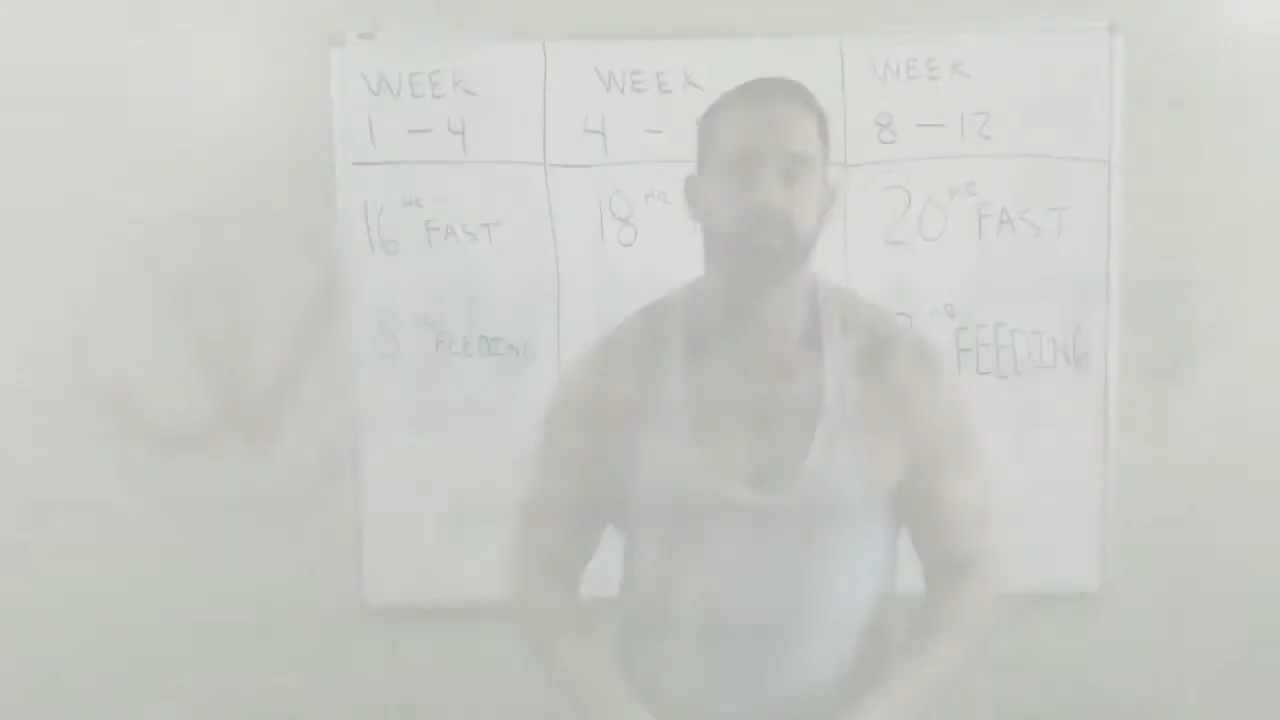 WEEK
1 - 4
16 HR FAST
FEEDING
WEEK
4 -
18 HR
WEEK
8 - 12
20 HR FAST
FEEDING